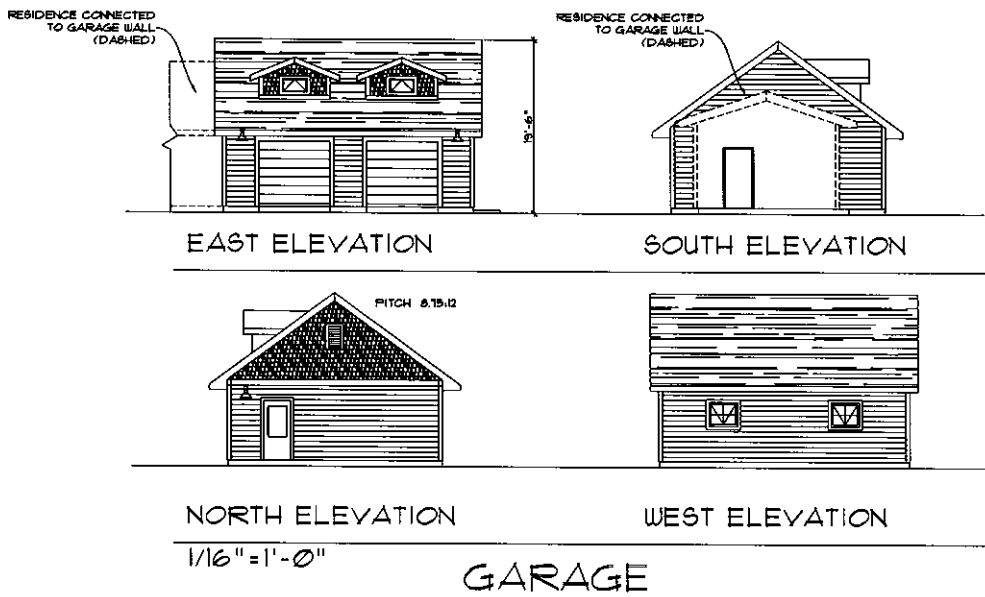 RESIDENCE CONNECTED
TO GARAGE WALL
(DASHED)
RESIDENCE CONNECTED
TO GARAGE WALL
(DASHED)
19'-6"
EAST ELEVATION
SOUTH ELEVATION
PITCH 8.75:12
NORTH ELEVATION
WEST ELEVATION
1/16"=1'-0"
GARAGE